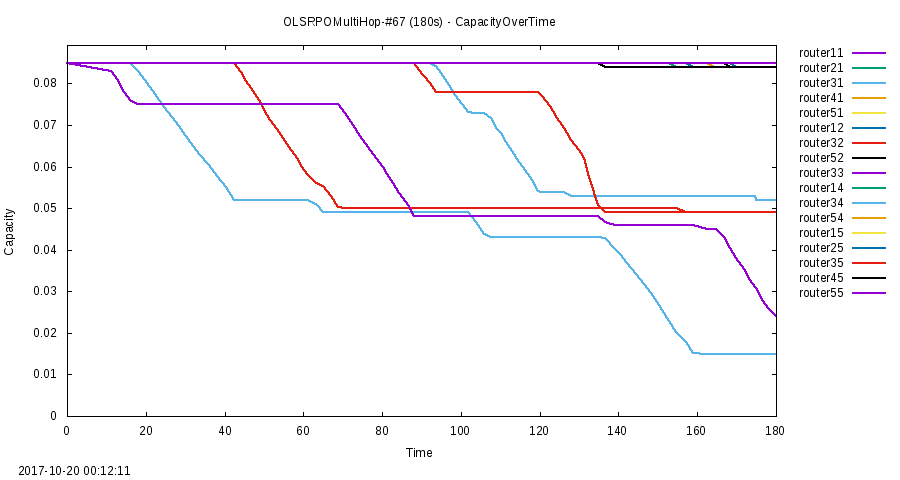 OLSRPOMultiHop-#67 (180s) - CapacityOverTime
router11
router21
router31
router41
router51
router12
router32
router52
router33
router14
router34
router54
router15
router25
router35
router45
router55
0.08
0.07
0.06
0.05
0.04
0.03
0.02
0.01
0
Capacity
0 20 40 60 80 100 120 140 160 180
Time
2017-10-20 00:12:11